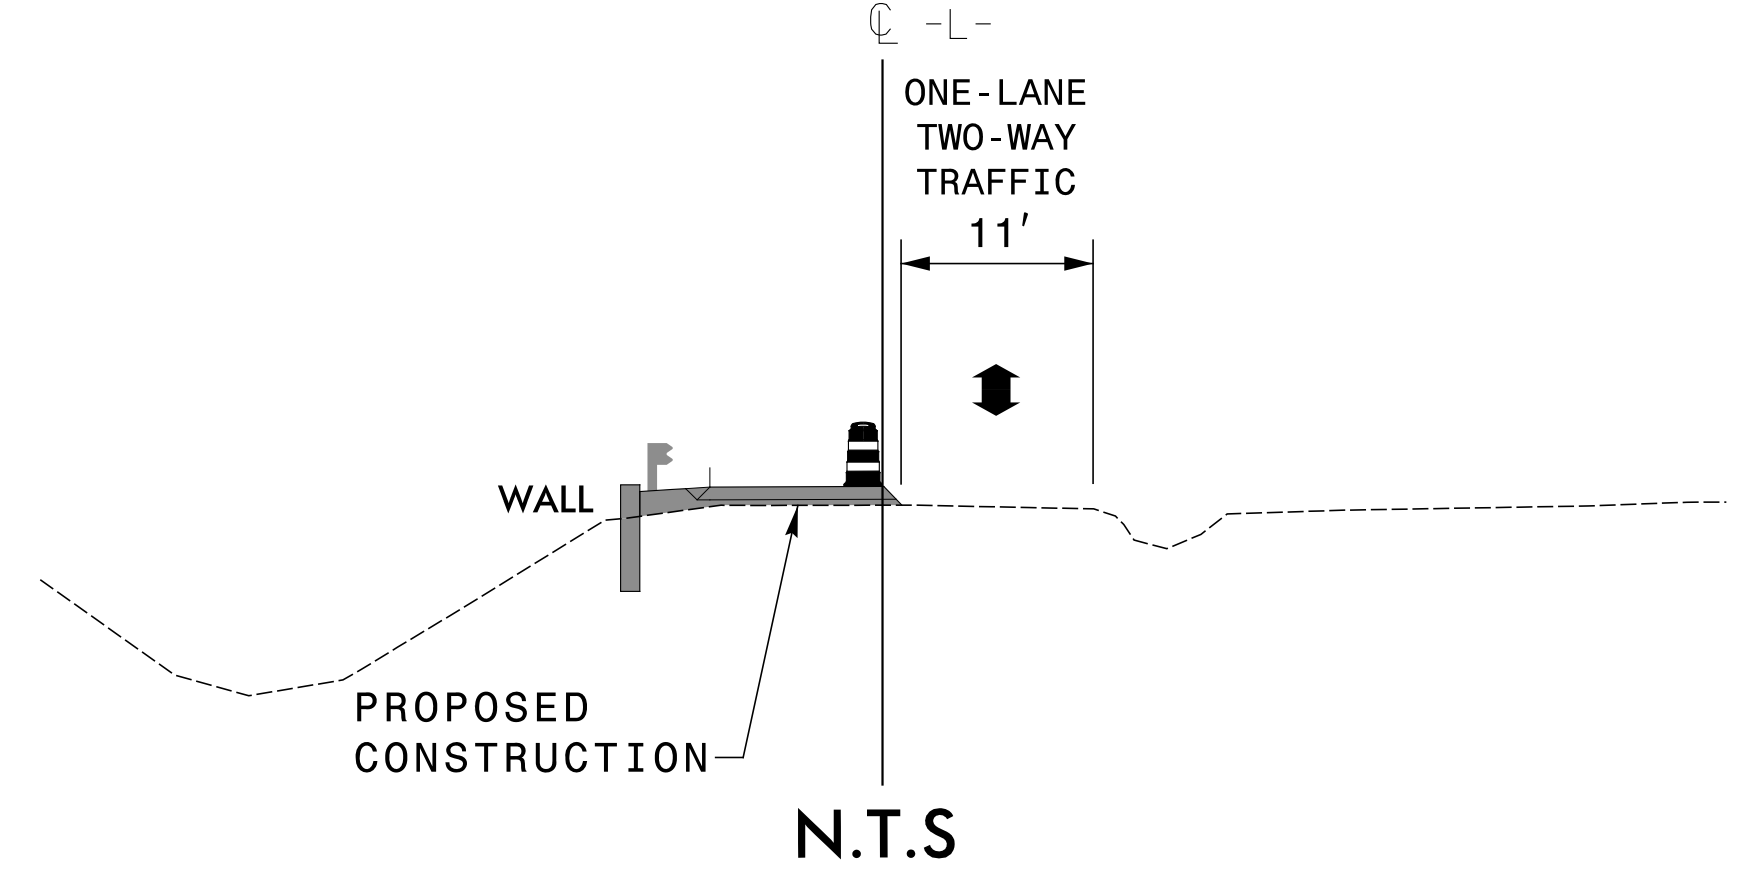 ℄ -L-
ONE-LANE
TWO-WAY
TRAFFIC
11'
WALL
PROPOSED
CONSTRUCTION
N.T.S